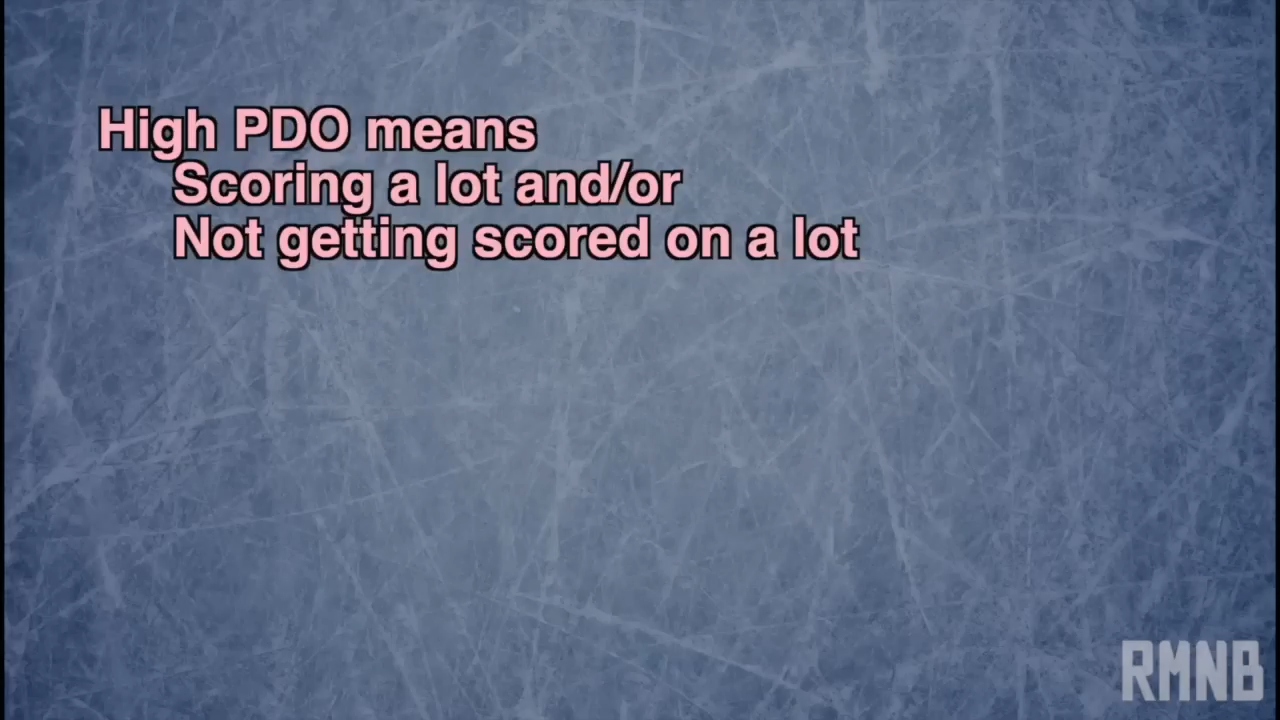 High PDO means
Scoring a lot and/or
Not getting scored on a lot
RMNB